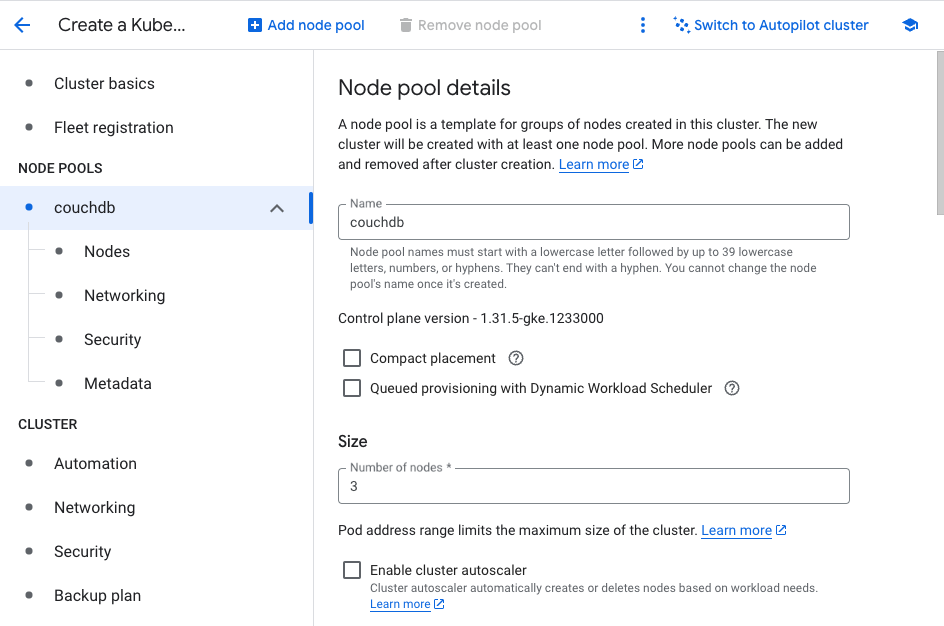 Create a Kube...
Add node pool
Remove node pool
Switch to Autopilot cluster
Cluster basics
Fleet registration
NODE POOLS
couchdb
Nodes
Networking
Security
Metadata
CLUSTER
Automation
Networking
Security
Backup plan
Node pool details
A node pool is a template for groups of nodes created in this cluster. The new
cluster will be created with at least one node pool. More node pools can be added
and removed after cluster creation. Learn more
Name
couchdb
Node pool names must start with a lowercase letter followed by up to 39 lowercase
letters, numbers, or hyphens. They can't end with a hyphen. You cannot change the node
pool's name once it's created.
Control plane version - 1.31.5-gke.1233000
Compact placement
Queued provisioning with Dynamic Workload Scheduler
Size
Number of nodes *
3
Pod address range limits the maximum size of the cluster. Learn more
Enable cluster autoscaler
Cluster autoscaler automatically creates or deletes nodes based on workload needs.
Learn more